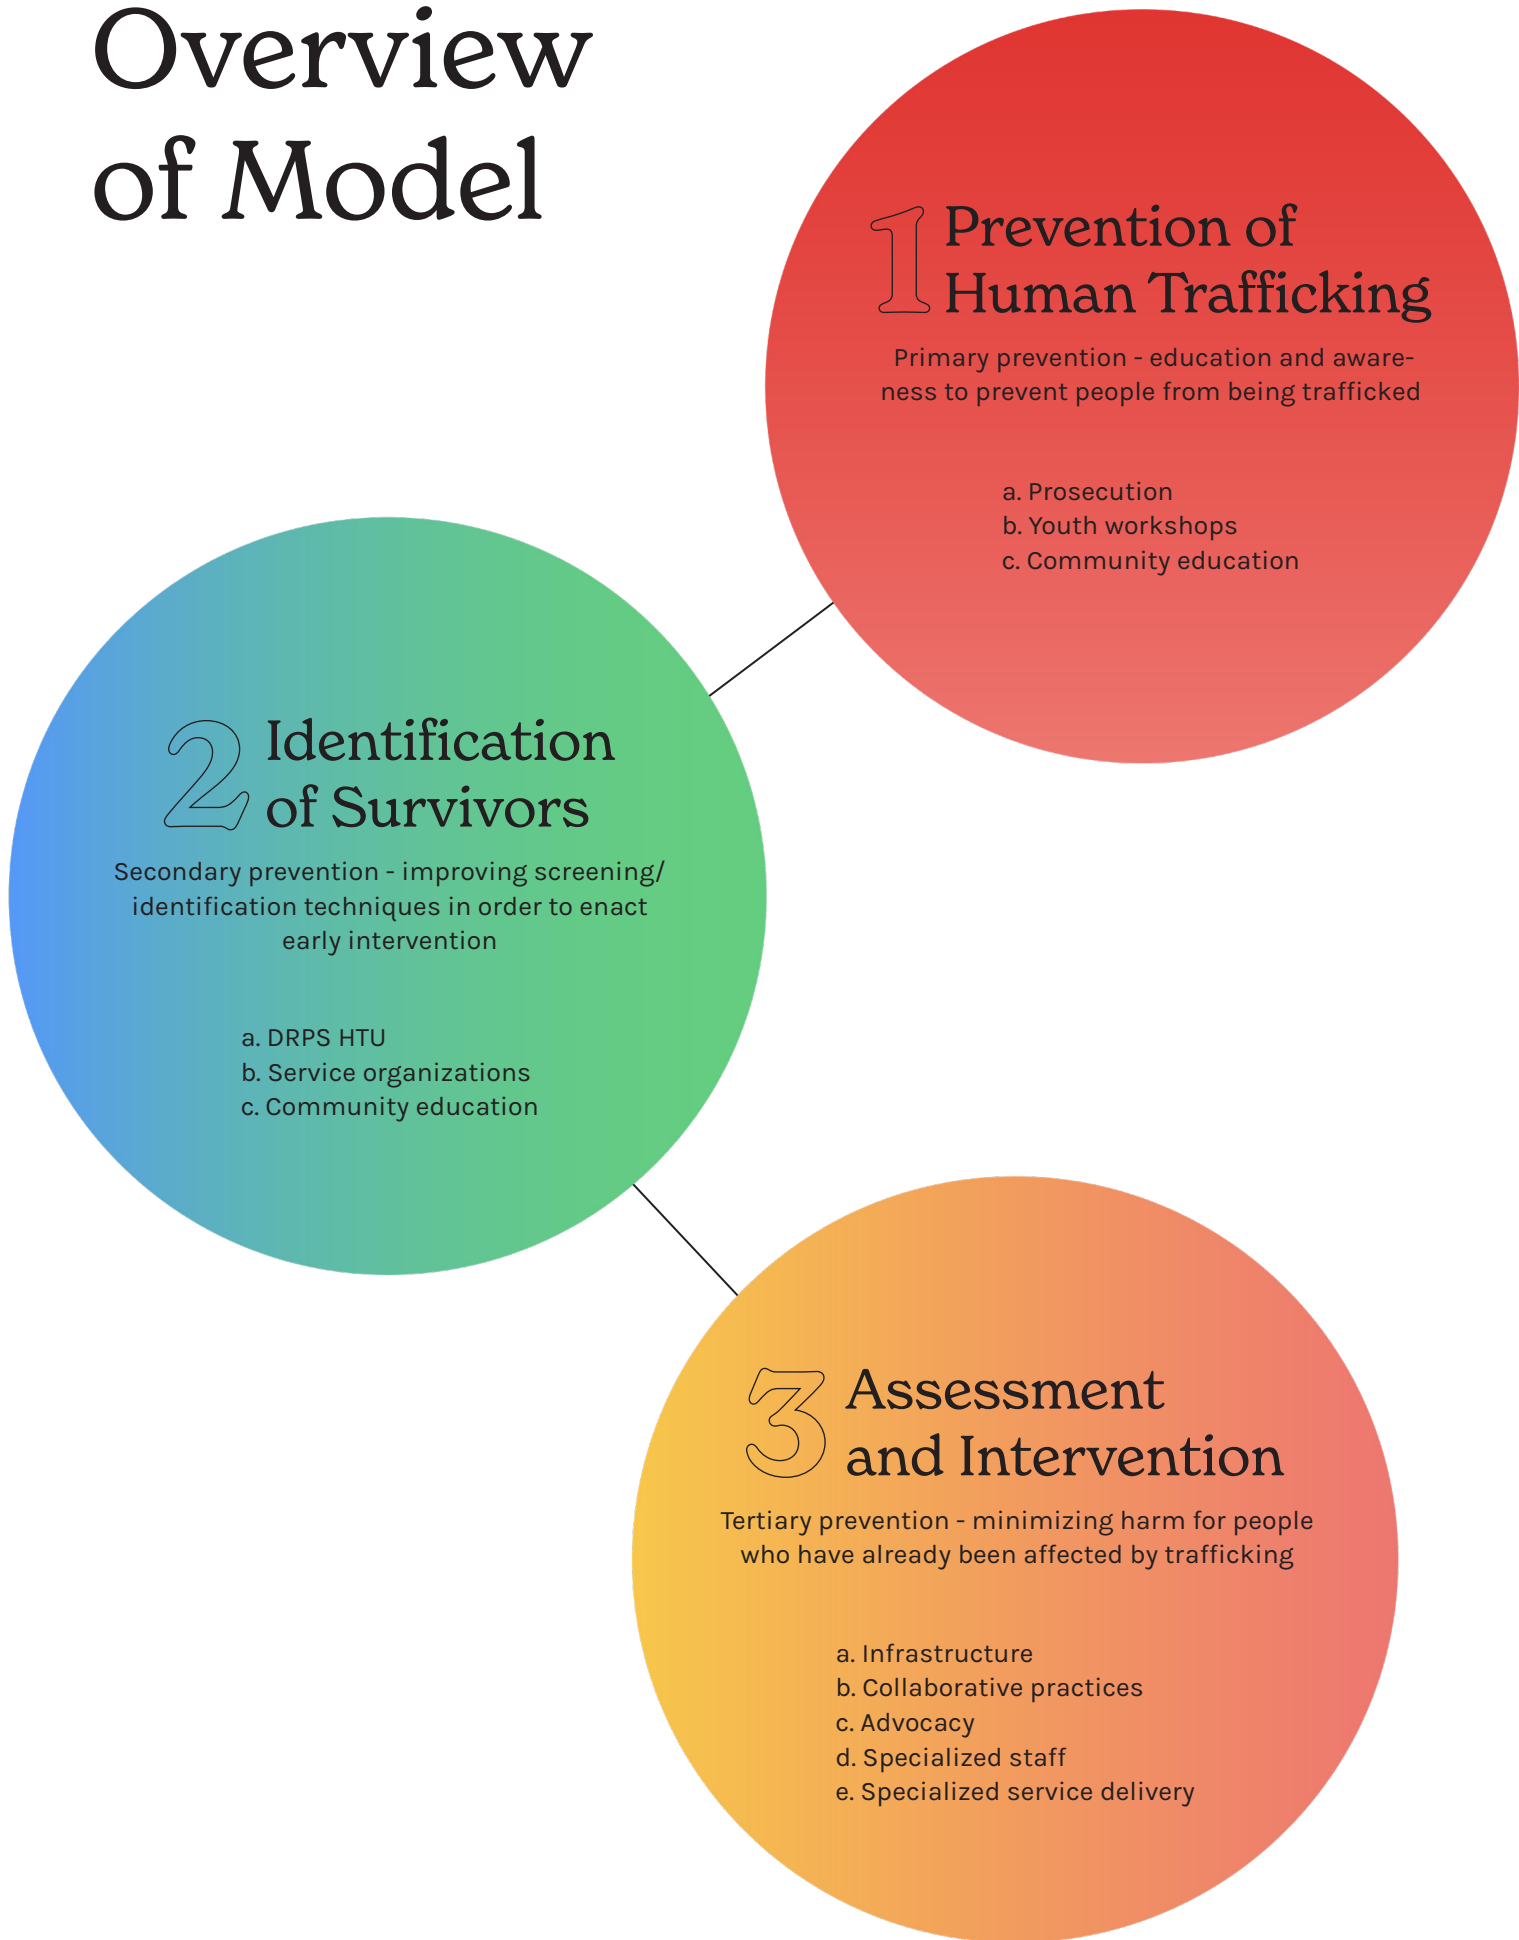 Overview
of Model
1 Prevention of
Human Trafficking
Primary prevention - education and aware-
ness to prevent people from being trafficked
a. Prosecution
b. Youth workshops
c. Community education
2 Identification
of Survivors
Secondary prevention - improving screening/
identification techniques in order to enact
early intervention
a. DRPS HTU
b. Service organizations
c. Community education
3 Assessment
and Intervention
Tertiary prevention - minimizing harm for people
who have already been affected by trafficking
a. Infrastructure
b. Collaborative practices
c. Advocacy
d. Specialized staff
e. Specialized service delivery